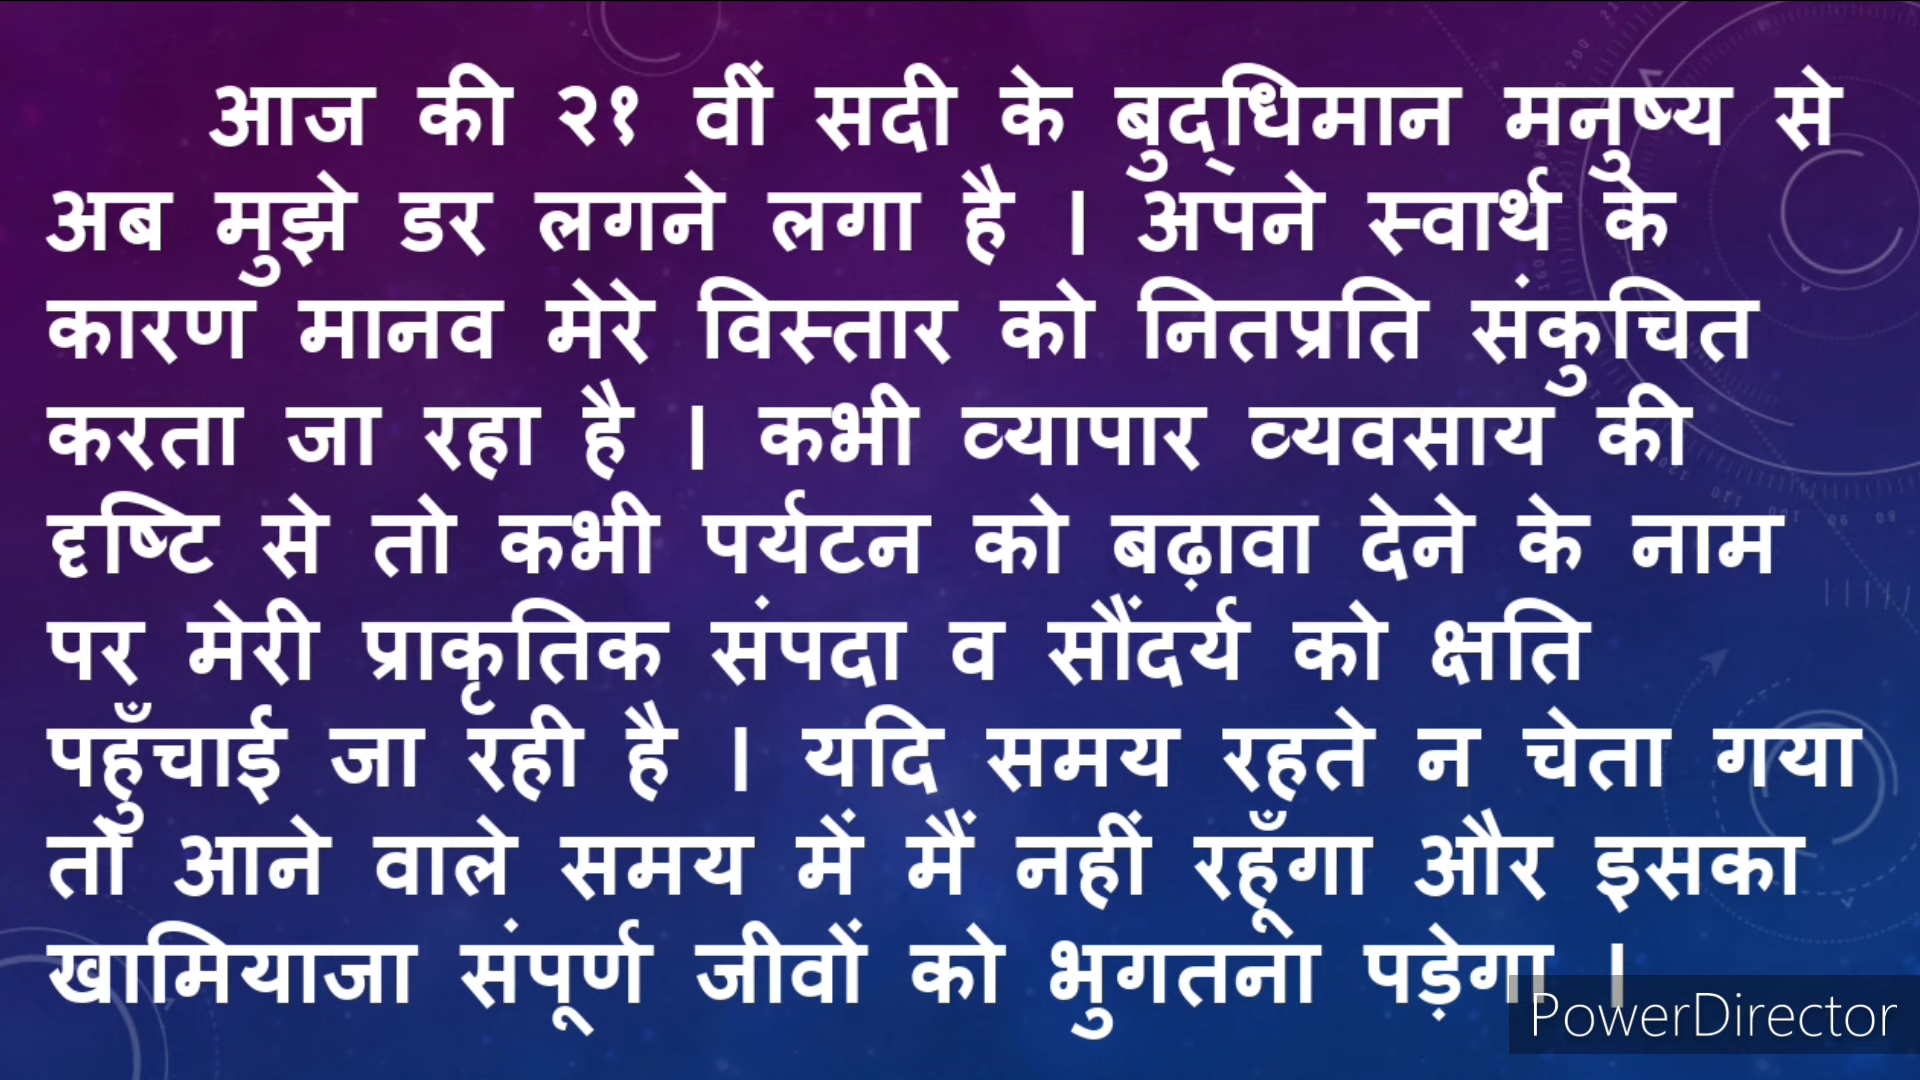 आज की २१ वीं सदी के बुद्‌धिमान मनुष्य से
अब मुझे डर लगने लगा है । अपने स्वार्थ के
कारण मानव मेरे विस्तार को नितप्रति संकुचित
करता जा रहा है । कभी व्यापार व्यवसाय की
दृष्टि से तो कभी पर्यटन को बढ़ावा देने के नाम
पर मेरी प्राकृतिक संपदा व सौंदर्य को क्षति
पहुँचाई जा रही है । यदि समय रहते न चेता गया
तो आने वाले समय में मैं नहीं रहूँगा और इसका
खामियाजा संपूर्ण जीवों को भुगतना पड़ेगा ।
PowerDirector